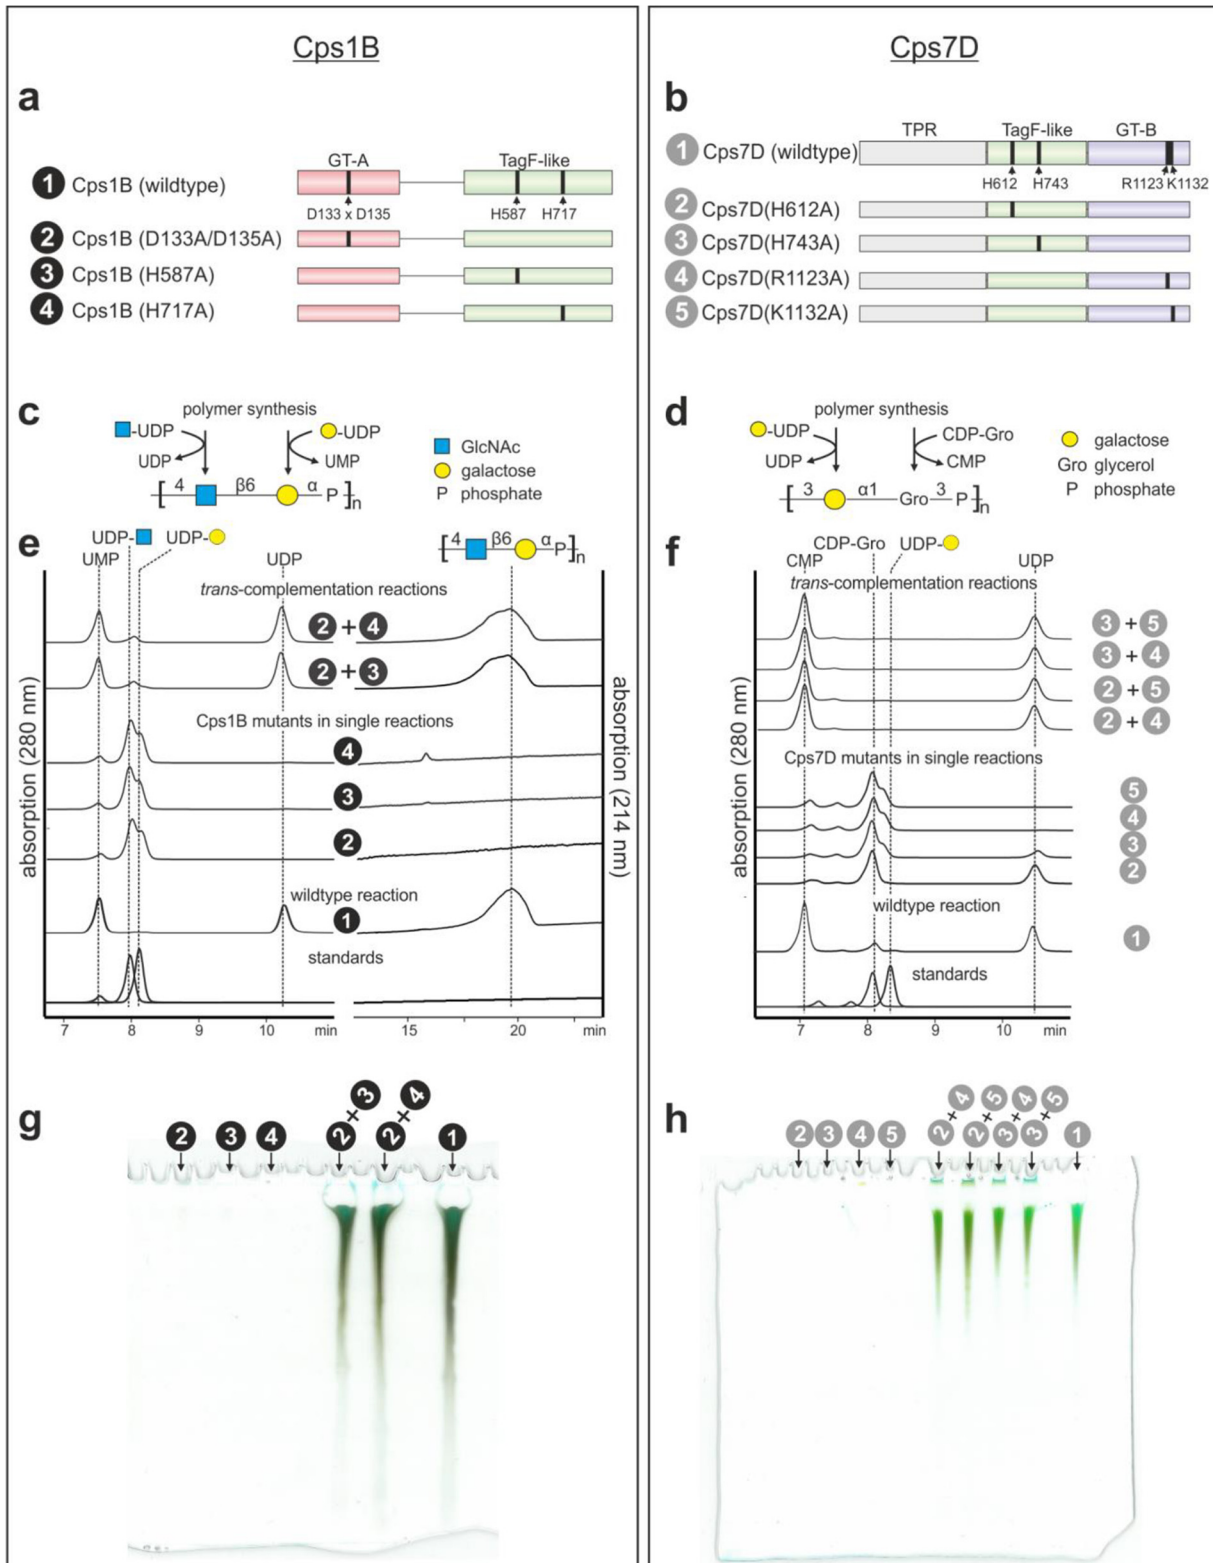 Cps1B
a
GT-A
TagF-like
1 Cps1B (wildtype)
D133 x D135
H587
H717
2 Cps1B (D133A/D135A)
3 Cps1B (H587A)
4 Cps1B (H717A)
c
polymer synthesis
-UDP
-UDP
UDP
UMP
[ 4 β6 α P ]n
GlcNAc
galactose
P phosphate
e
UDP-
UDP-
UMP
UDP
[ 4 β6 α P ]n
trans-complementation reactions
2 + 4
2 + 3
Cps1B mutants in single reactions
4
3
2
wildtype reaction
1
standards
absorption (280 nm)
absorption (214 nm)
7 8 9 10 min 15 20 min
g
2 3 4 2+3 2+4 1
Cps7D
b
TPR
TagF-like
GT-B
1 Cps7D (wildtype)
H612
H743
R1123 K1132
2 Cps7D(H612A)
3 Cps7D(H743A)
4 Cps7D(R1123A)
5 Cps7D(K1132A)
d
polymer synthesis
-UDP
CDP-Gro
UDP
CMP
[ 3 α1 Gro 3 P ]n
galactose
Gro glycerol
P phosphate
f
CDP-Gro
UDP-
CMP
UDP
trans-complementation reactions
3 + 5
3 + 4
2 + 5
2 + 4
Cps7D mutants in single reactions
5
4
3
2
wildtype reaction
1
standards
absorption (280 nm)
7 8 9 10 min
h
2 3 4 5 2+4 2+5 3+4 3+5 1